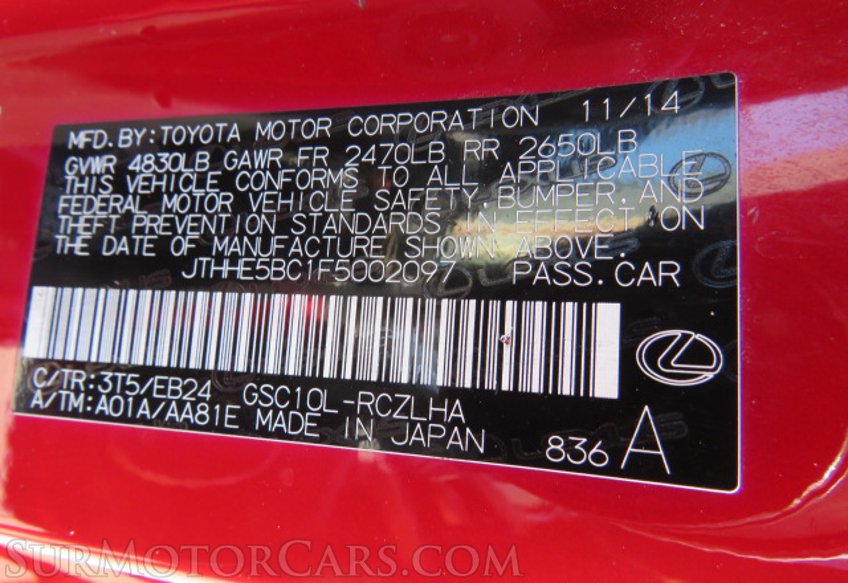 MFD.BY:TOYOTA MOTOR CORPORATION 11/14
GVWR 4830LB GAWR FR 2470LB RR 2650LB
THIS VEHICLE CONFORMS TO ALL APPLICABLE
FEDERAL MOTOR VEHICLE SAFETY,BUMPER,AND
THEFT PREVENTION STANDARDS IN EFFECT ON
THE DATE OF MANUFACTURE SHOWN ABOVE.
JTHHE5BC1F5002097 PASS.CAR
C/TR:3T5/EB24 GSC10L-RCZLHA
A/TM:A01A/AA81E MADE IN JAPAN 836 A
SURMOTORCARS.COM